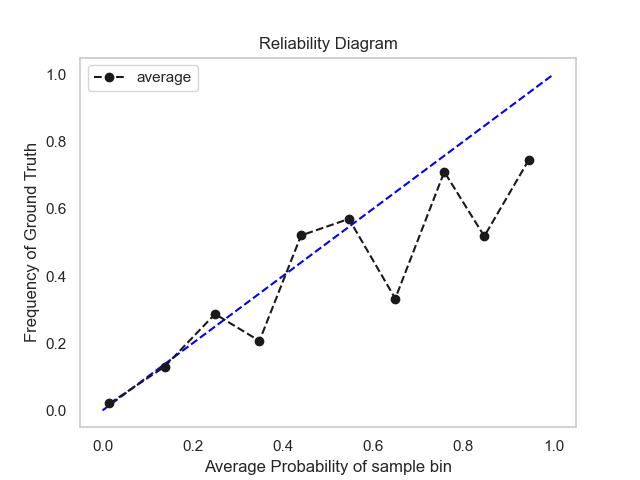 Reliability Diagram
average
1.0
0.8
0.6
0.4
0.2
0.0
Frequency of Ground Truth
0.0 0.2 0.4 0.6 0.8 1.0
Average Probability of sample bin